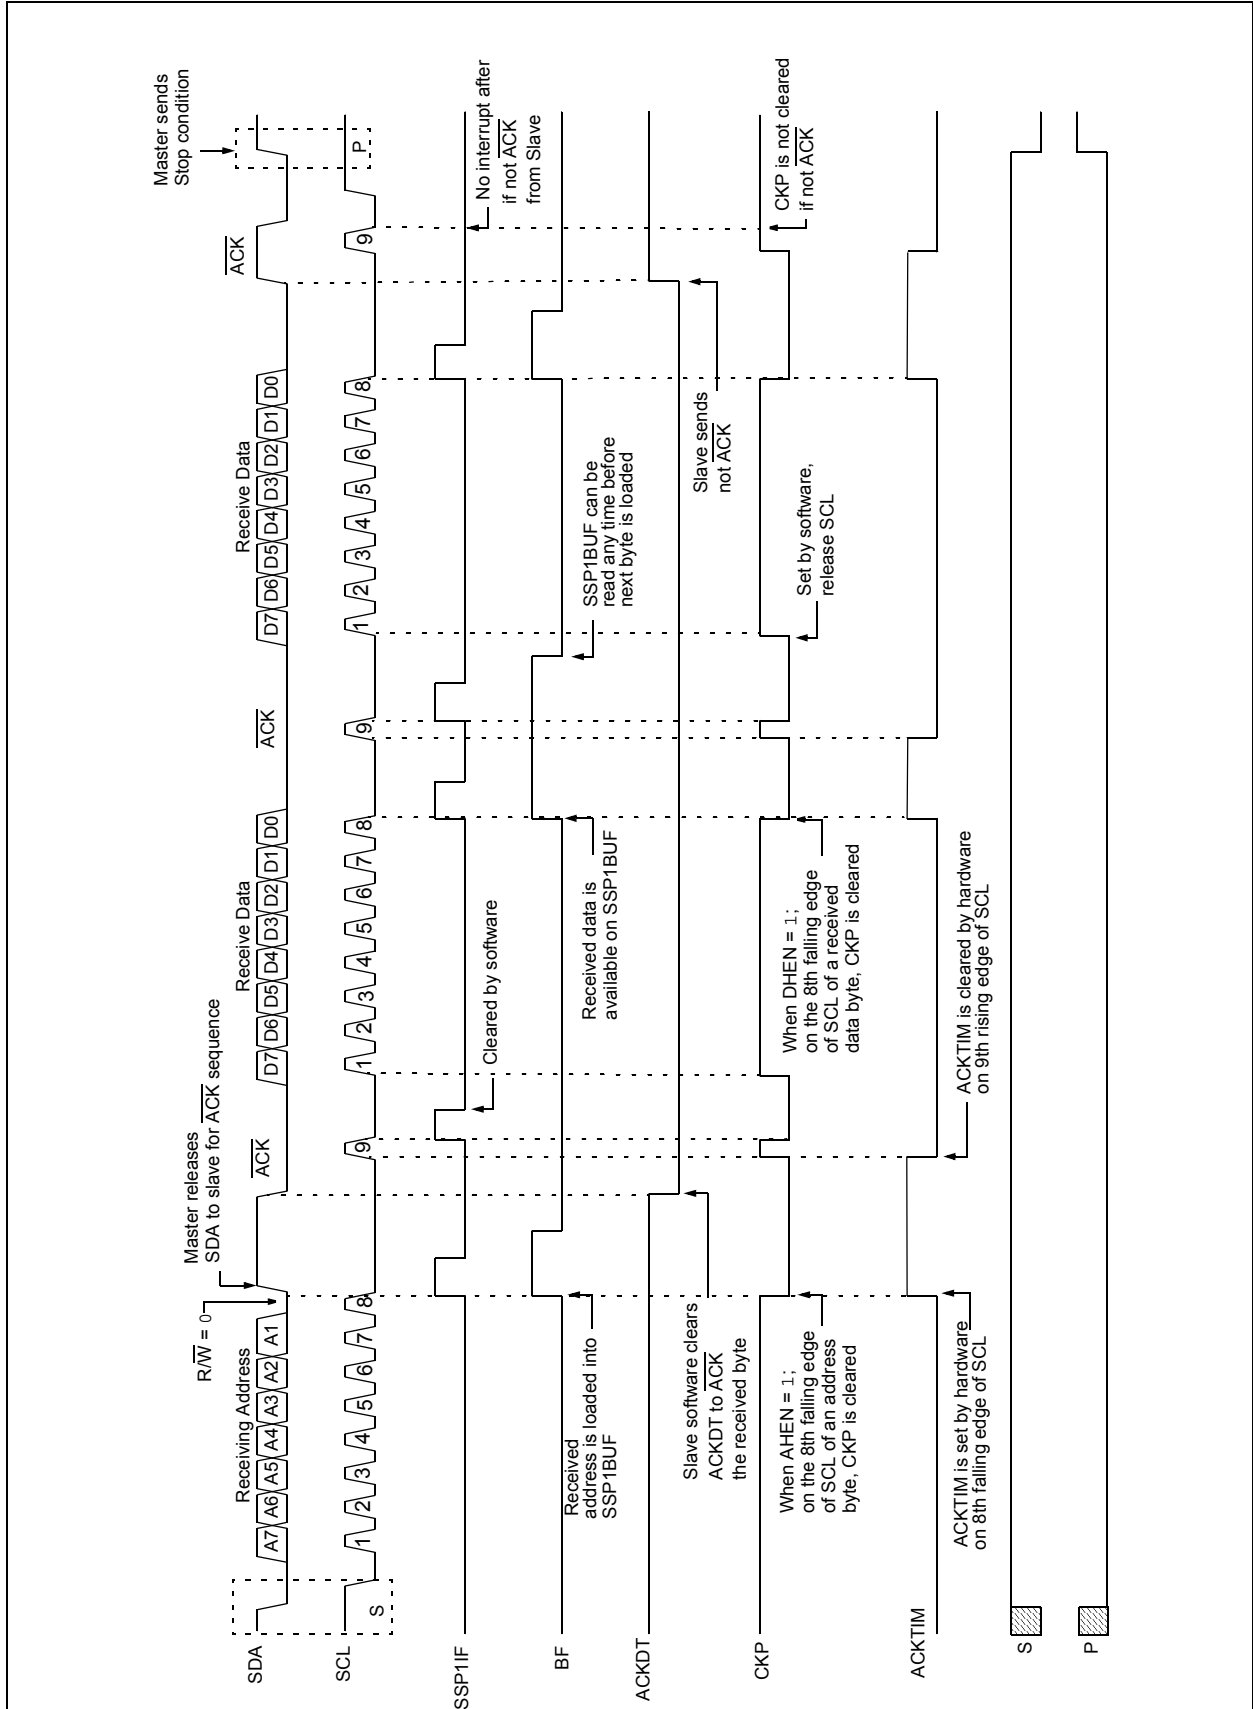 Master sends
Stop condition
Master releases
SDA to slave for ACK sequence
R/W = 0
Receiving Address
ACK
Receive Data
ACK
Receive Data
ACK
SDA
A7
A6
A5
A4
A3
A2
A1
D7
D6
D5
D4
D3
D2
D1
D0
D7
D6
D5
D4
D3
D2
D1
D0
SCL
S
1
2
3
4
5
6
7
8
9
1
2
3
4
5
6
7
8
9
1
2
3
4
5
6
7
8
9
P
SSP1IF
Cleared by software
No interrupt after
if not ACK
from Slave
BF
Received
address is loaded into
SSP1BUF
Received data is
available on SSP1BUF
SSP1BUF can be
read any time before
next byte is loaded
ACKDT
Slave software clears
ACKDT to ACK
the received byte
Slave sends
not ACK
CKP
When AHEN = 1;
on the 8th falling edge
of SCL of an address
byte, CKP is cleared
When DHEN = 1;
on the 8th falling edge
of SCL of a received
data byte, CKP is cleared
Set by software,
release SCL
CKP is not cleared
if not ACK
ACKTIM
ACKTIM is set by hardware
on 8th falling edge of SCL
ACKTIM is cleared by hardware
on 9th rising edge of SCL
S
P